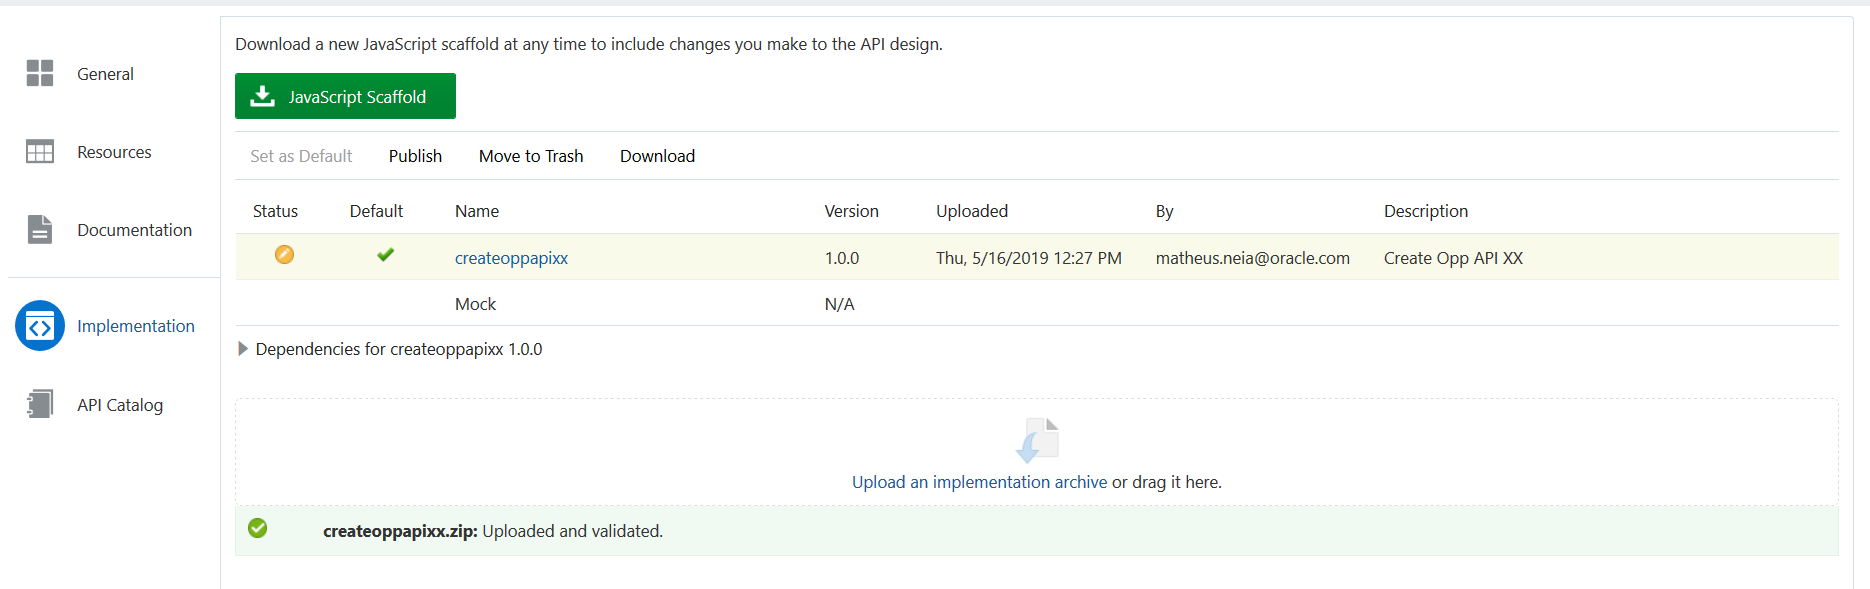 Download a new JavaScript scaffold at any time to include changes you make to the API design.
General
JavaScript Scaffold
Resources
Set as Default Publish Move to Trash Download
Status Default Name Version Uploaded By Description
Documentation
createoppapixx 1.0.0 Thu, 5/16/2019 12:27 PM matheus.neia@oracle.com Create Opp API XX
Mock N/A
Implementation
Dependencies for createoppapixx 1.0.0
API Catalog
Upload an implementation archive or drag it here.
createoppapixx.zip: Uploaded and validated.